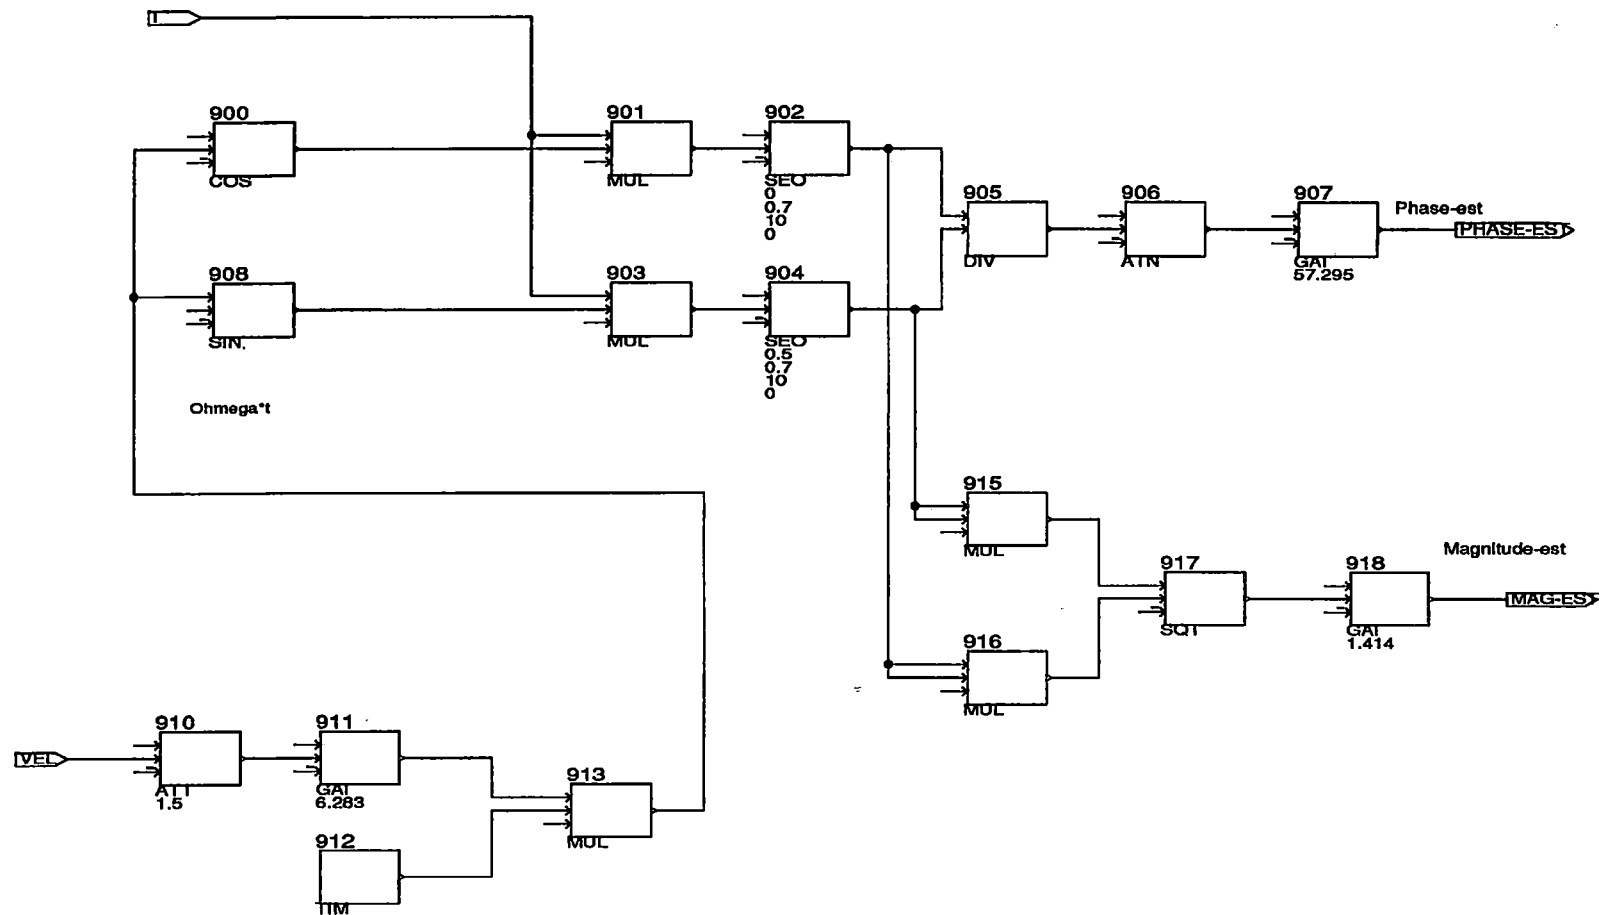 T
900
COS
901
MUL
902
SEO
0
0.7
10
0
905
DIV
906
ATN
907
GAI
57.295
Phase-est
PHASE-EST
908
SIN.
903
MUL
904
SEO
0.5
0.7
10
0
Ohmega*t
915
MUL
916
MUL
917
SQT
918
GAI
1.414
Magnitude-est
MAG-EST
VEL
910
ATT
1.5
911
GAI
6.283
912
TIM
913
MUL